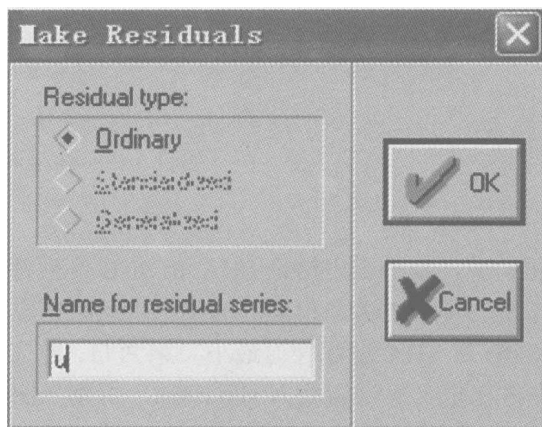 Make Residuals
Residual type:
Ordinary
Standardized
Generalized
OK
Name for residual series:
u
Cancel